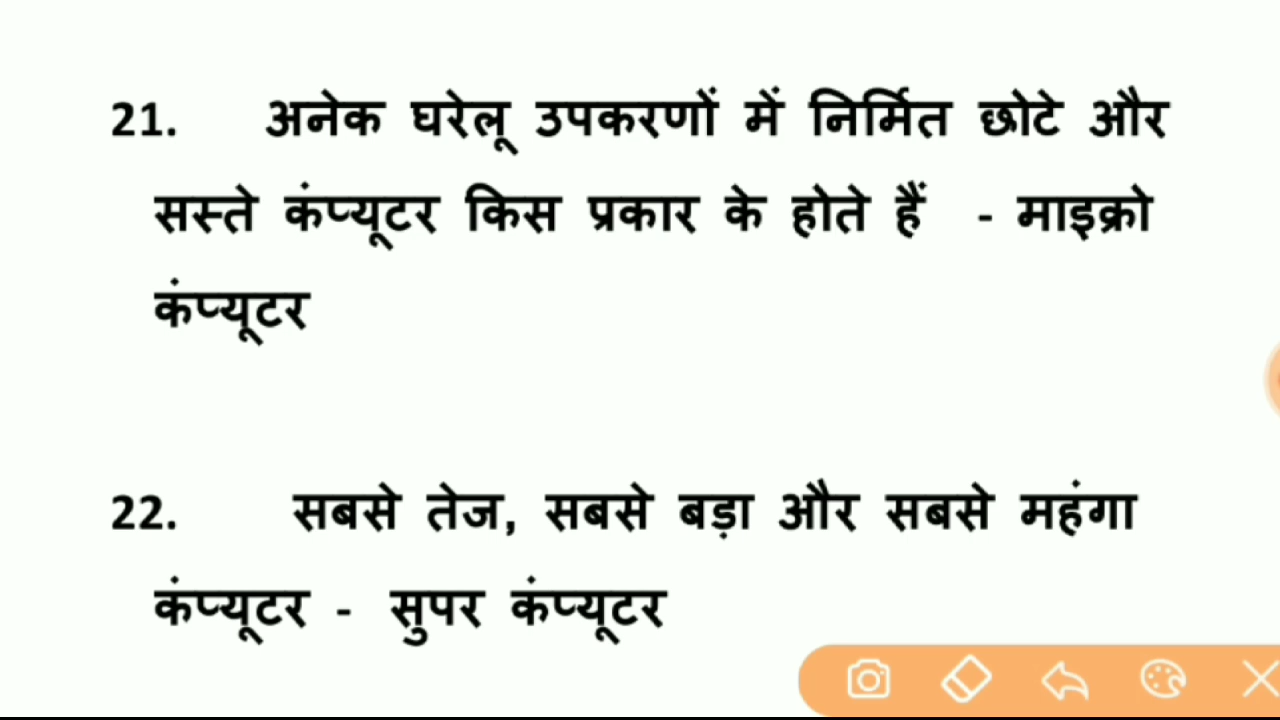 21. अनेक घरेलू उपकरणों में निर्मित छोटे और
सस्ते कंप्यूटर किस प्रकार के होते हैं - माइक्रो
कंप्यूटर
22. सबसे तेज, सबसे बड़ा और सबसे महंगा
कंप्यूटर - सुपर कंप्यूटर